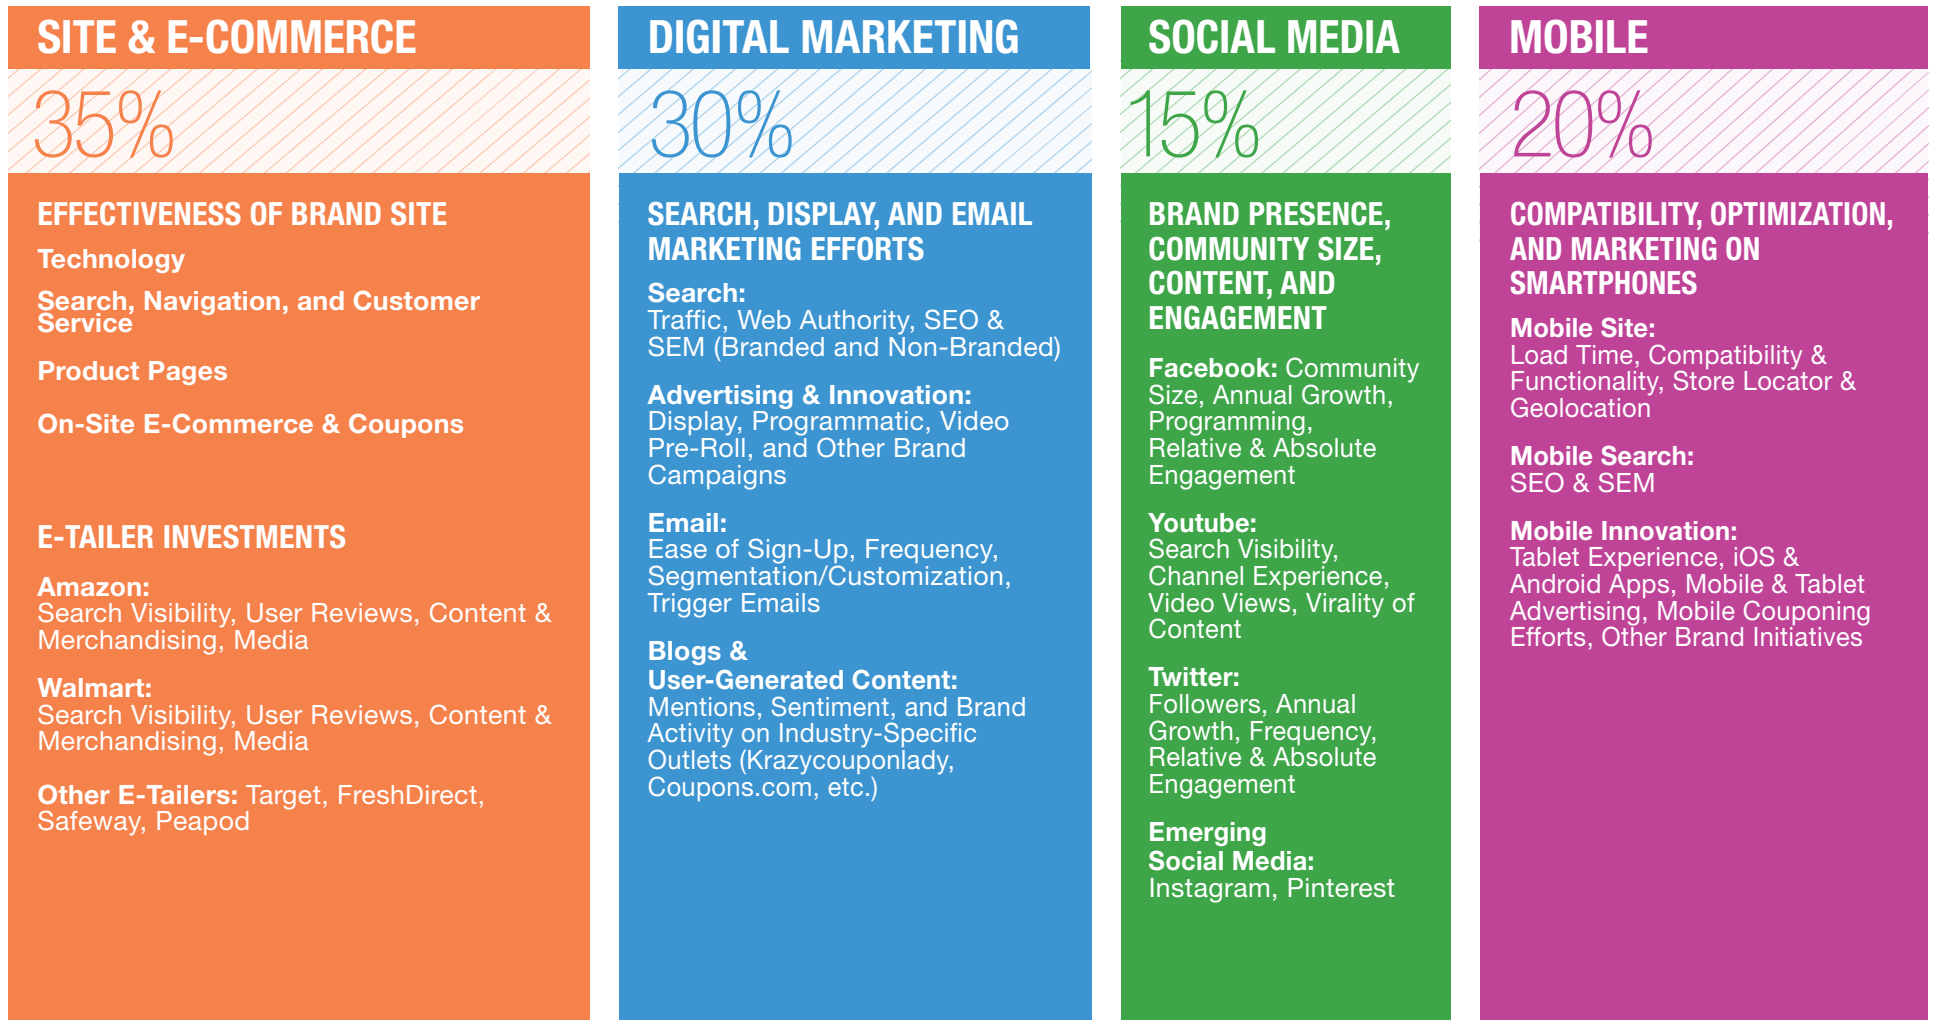 SITE & E-COMMERCE
35%
EFFECTIVENESS OF BRAND SITE
Technology
Search, Navigation, and Customer
Service
Product Pages
On-Site E-Commerce & Coupons
E-TAILER INVESTMENTS
Amazon:
Search Visibility, User Reviews, Content &
Merchandising, Media
Walmart:
Search Visibility, User Reviews, Content &
Merchandising, Media
Other E-Tailers: Target, FreshDirect,
Safeway, Peapod
DIGITAL MARKETING
30%
SEARCH, DISPLAY, AND EMAIL
MARKETING EFFORTS
Search:
Traffic, Web Authority, SEO &
SEM (Branded and Non-Branded)
Advertising & Innovation:
Display, Programmatic, Video
Pre-Roll, and Other Brand
Campaigns
Email:
Ease of Sign-Up, Frequency,
Segmentation/Customization,
Trigger Emails
Blogs &
User-Generated Content:
Mentions, Sentiment, and Brand
Activity on Industry-Specific
Outlets (Krazycouponlady,
Coupons.com, etc.)
SOCIAL MEDIA
15%
BRAND PRESENCE,
COMMUNITY SIZE,
CONTENT, AND
ENGAGEMENT
Facebook: Community
Size, Annual Growth,
Programming,
Relative & Absolute
Engagement
Youtube:
Search Visibility,
Channel Experience,
Video Views, Virality of
Content
Twitter:
Followers, Annual
Growth, Frequency,
Relative & Absolute
Engagement
Emerging
Social Media:
Instagram, Pinterest
MOBILE
20%
COMPATIBILITY, OPTIMIZATION,
AND MARKETING ON
SMARTPHONES
Mobile Site:
Load Time, Compatibility &
Functionality, Store Locator &
Geolocation
Mobile Search:
SEO & SEM
Mobile Innovation:
Tablet Experience, iOS &
Android Apps, Mobile & Tablet
Advertising, Mobile Couponing
Efforts, Other Brand Initiatives